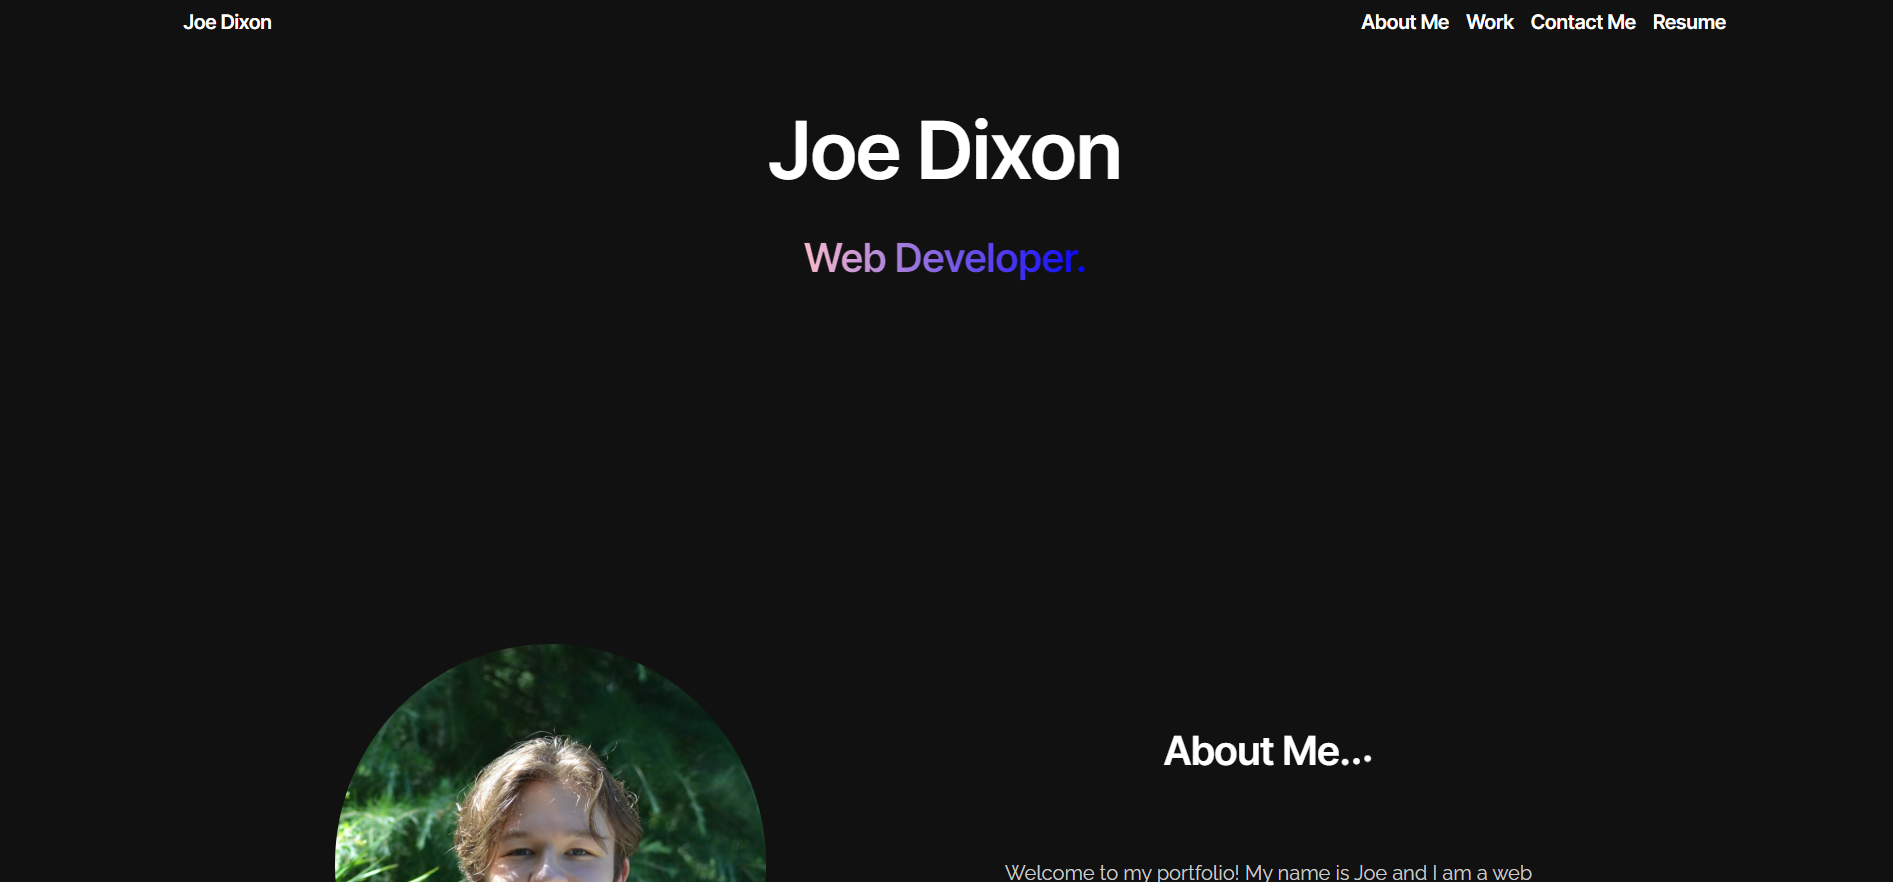 Joe Dixon
About Me Work Contact Me Resume
Joe Dixon
Web Developer.
About Me...
Welcome to my portfolio! My name is Joe and I am a web